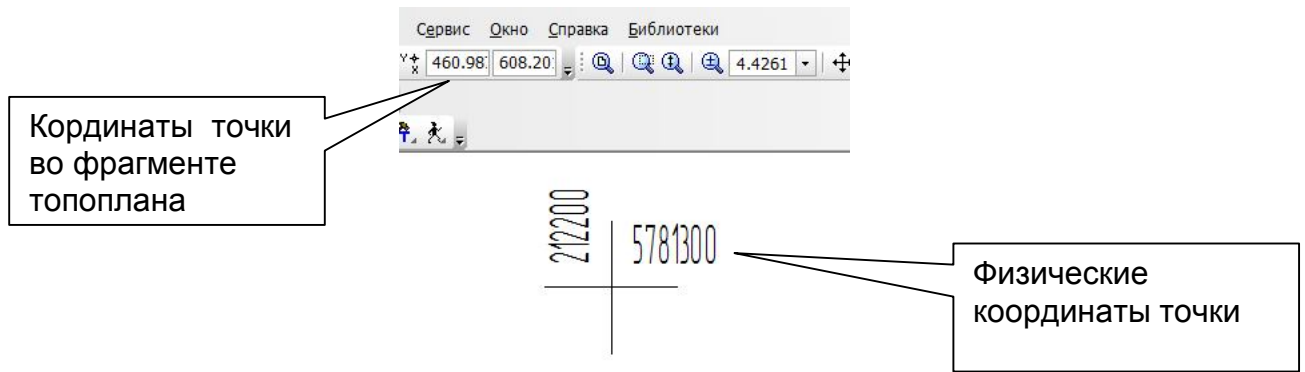 Сервис Окно Справка Библиотеки
Y X 460.98 608.20 4.4261
Кординаты точки
во фрагменте
топоплана
212200
5781300
Физические
координаты точки